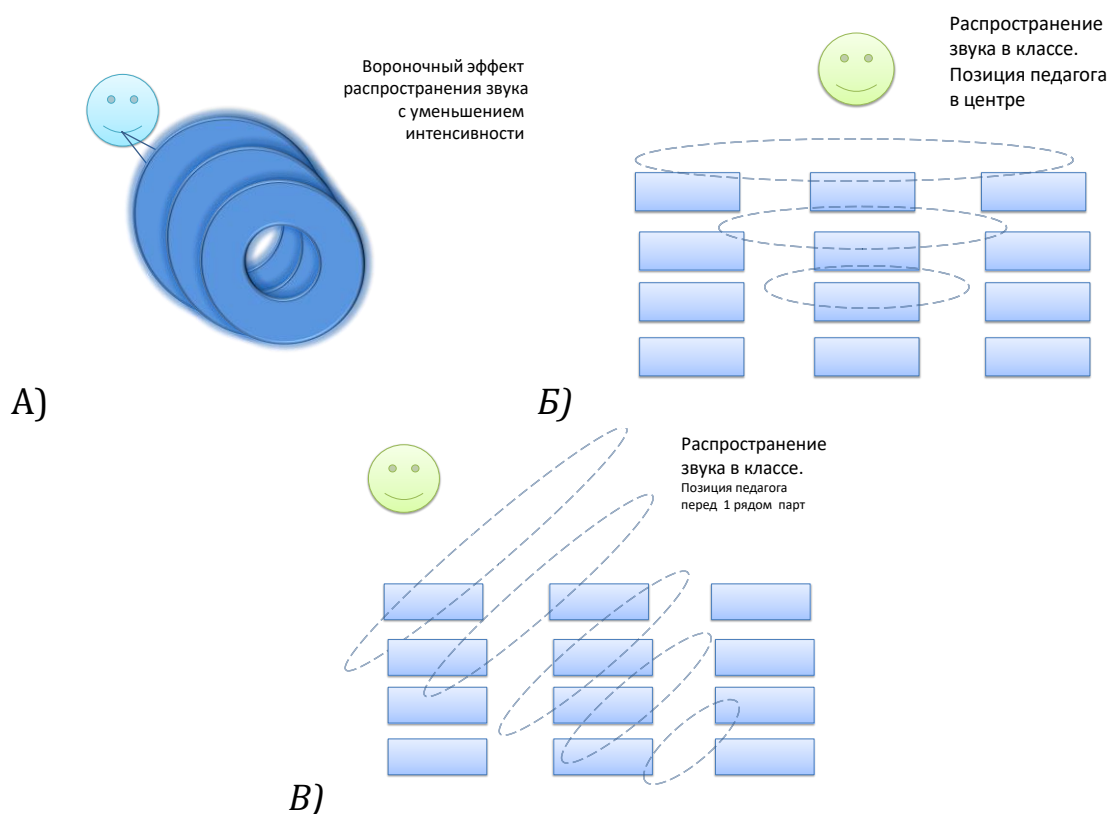 Вороночный эффект
распространения звука
с уменьшением
интенсивности
А)
Распространение
звука в классе.
Позиция педагога
в центре
Б)
Распространение
звука в классе.
Позиция педагога
перед 1 рядом парт
В)